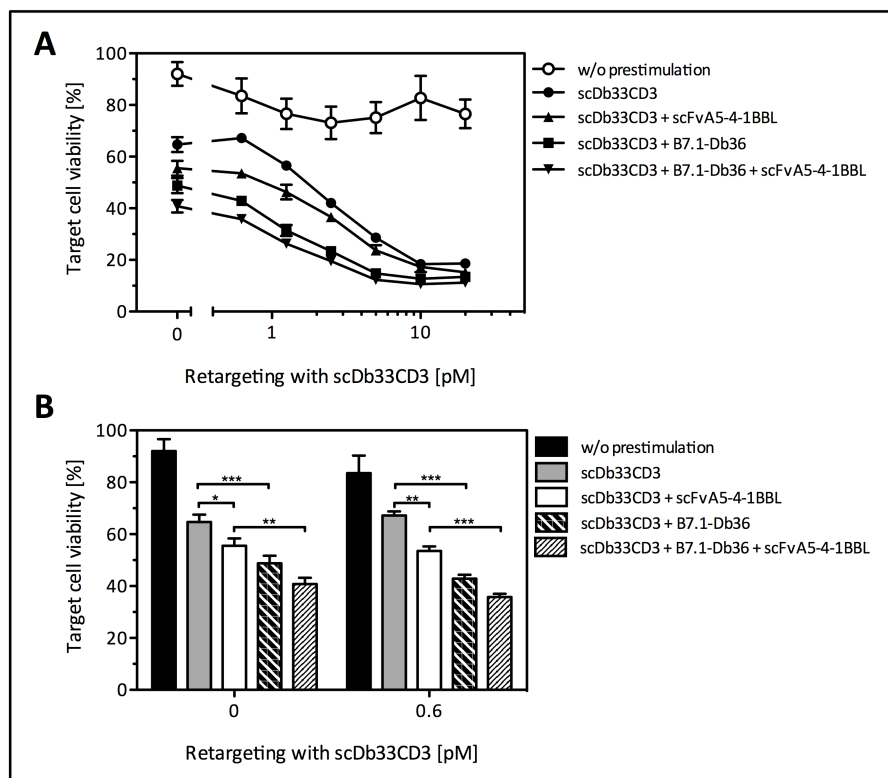 A
Target cell viability [%]
100
80
60
40
20
0
0
1
10
Retargeting with scDb33CD3 [pM]
w/o prestimulation
scDb33CD3
scDb33CD3 + scFvA5-4-1BBL
scDb33CD3 + B7.1-Db36
scDb33CD3 + B7.1-Db36 + scFvA5-4-1BBL
B
Target cell viability [%]
100
80
60
40
20
0
***
*
**
***
**
***
0
0.6
Retargeting with scDb33CD3 [pM]
w/o prestimulation
scDb33CD3
scDb33CD3 + scFvA5-4-1BBL
scDb33CD3 + B7.1-Db36
scDb33CD3 + B7.1-Db36 + scFvA5-4-1BBL